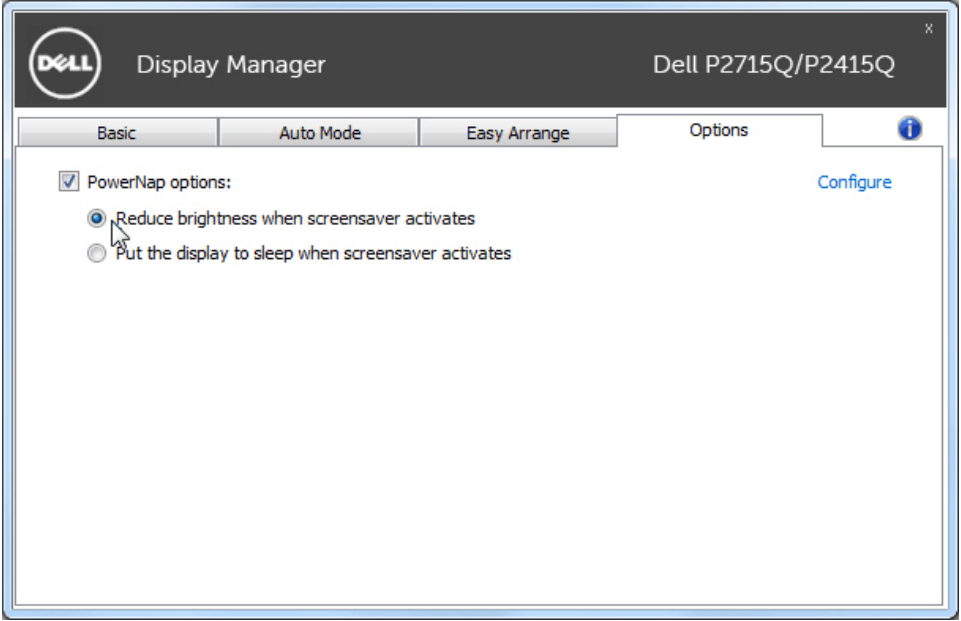 x
DELL Display Manager Dell P2715Q/P2415Q
Basic Auto Mode Easy Arrange Options i
PowerNap options: Configure
Reduce brightness when screensaver activates
Put the display to sleep when screensaver activates